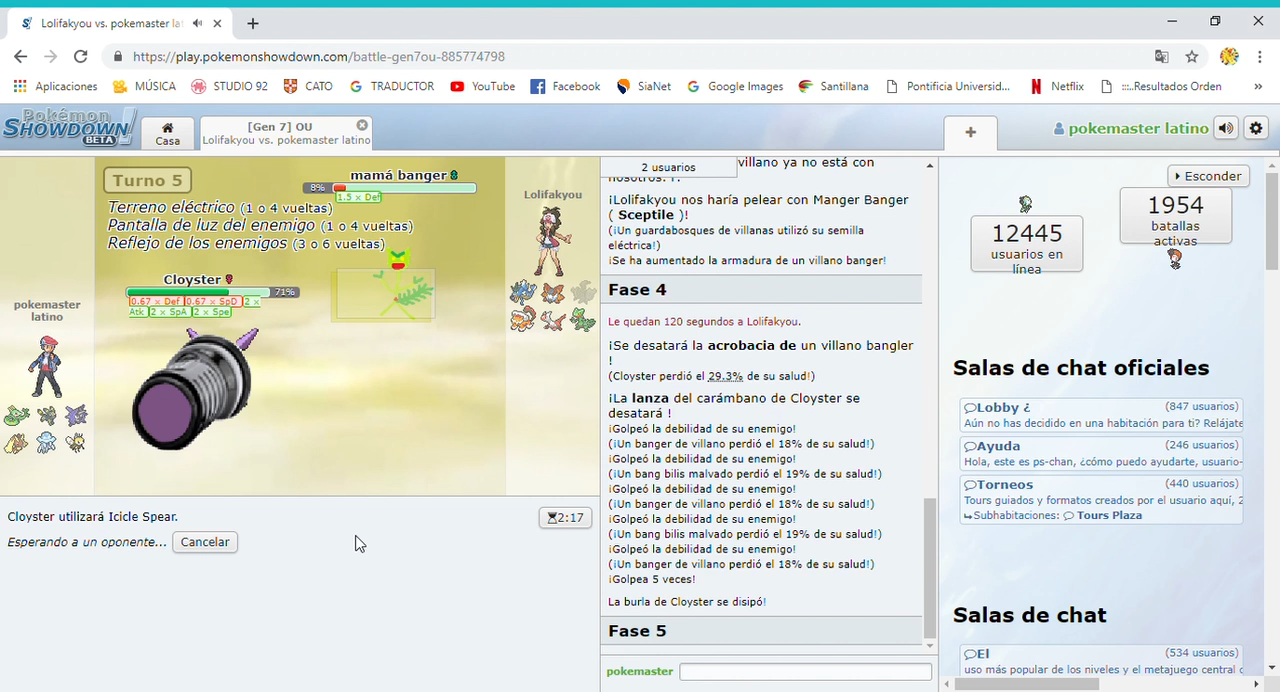 Lolifakyou vs. pokemaster lat
https://play.pokemonshowdown.com/battle-gen7ou-885774798
Aplicaciones MÚSICA STUDIO 92 CATO TRADUCTOR YouTube Facebook SiaNet Google Images Santillana Pontificia Universid... Netflix :::..Resultados Orden »
Pokémon
SHOWDOWN!
BETA
Casa
[Gen 7] OU
Lolifakyou vs. pokemaster latino
+
pokemaster latino
Turno 5
mamá banger
8%
1.5 × Def
Terreno eléctrico (1 o 4 vueltas)
Pantalla de luz del enemigo (1 o 4 vueltas)
Reflejo de los enemigos (3 o 6 vueltas)
Cloyster
71%
0.67 × Def 0.67 × SpD 2 ×
Atk 2 × SpA 2 × Spe
pokemaster
latino
Lolifakyou
Cloyster utilizará Icicle Spear.
2:17
Esperando a un oponente... Cancelar
2 usuarios
villano ya no está con
¡Lolifakyou nos haría pelear con Manger Banger
( Sceptile )!
(¡Un guardabosques de villanas utilizó su semilla
eléctrica!)
¡Se ha aumentado la armadura de un villano banger!
Fase 4
Le quedan 120 segundos a Lolifakyou.
¡Se desatará la acrobacia de un villano bangler
!
(Cloyster perdió el 29.3% de su salud!)
¡La lanza del carámbano de Cloyster se
desatará !
¡Golpeó la debilidad de su enemigo!
(¡Un banger de villano perdió el 18% de su salud!)
¡Golpeó la debilidad de su enemigo!
(¡Un bang bilis malvado perdió el 19% de su salud!)
¡Golpeó la debilidad de su enemigo!
(¡Un banger de villano perdió el 18% de su salud!)
¡Golpeó la debilidad de su enemigo!
(¡Un bang bilis malvado perdió el 19% de su salud!)
¡Golpeó la debilidad de su enemigo!
(¡Un banger de villano perdió el 18% de su salud!)
¡Golpea 5 veces!
La burla de Cloyster se disipó!
Fase 5
pokemaster
Esconder
12445
usuarios en
línea
1954
batallas
activas
Salas de chat oficiales
Lobby ¿ (847 usuarios)
Aún no has decidido en una habitación para ti? Relájate
Ayuda (246 usuarios)
Hola, este es ps-chan, ¿cómo puedo ayudarte, usuario-
Torneos (440 usuarios)
Tours guiados y formatos creados por el usuario aquí, 2
↳Subhabitaciones: Tours Plaza
Salas de chat
El (534 usuarios)
uso más popular de los niveles y el metajuego central d